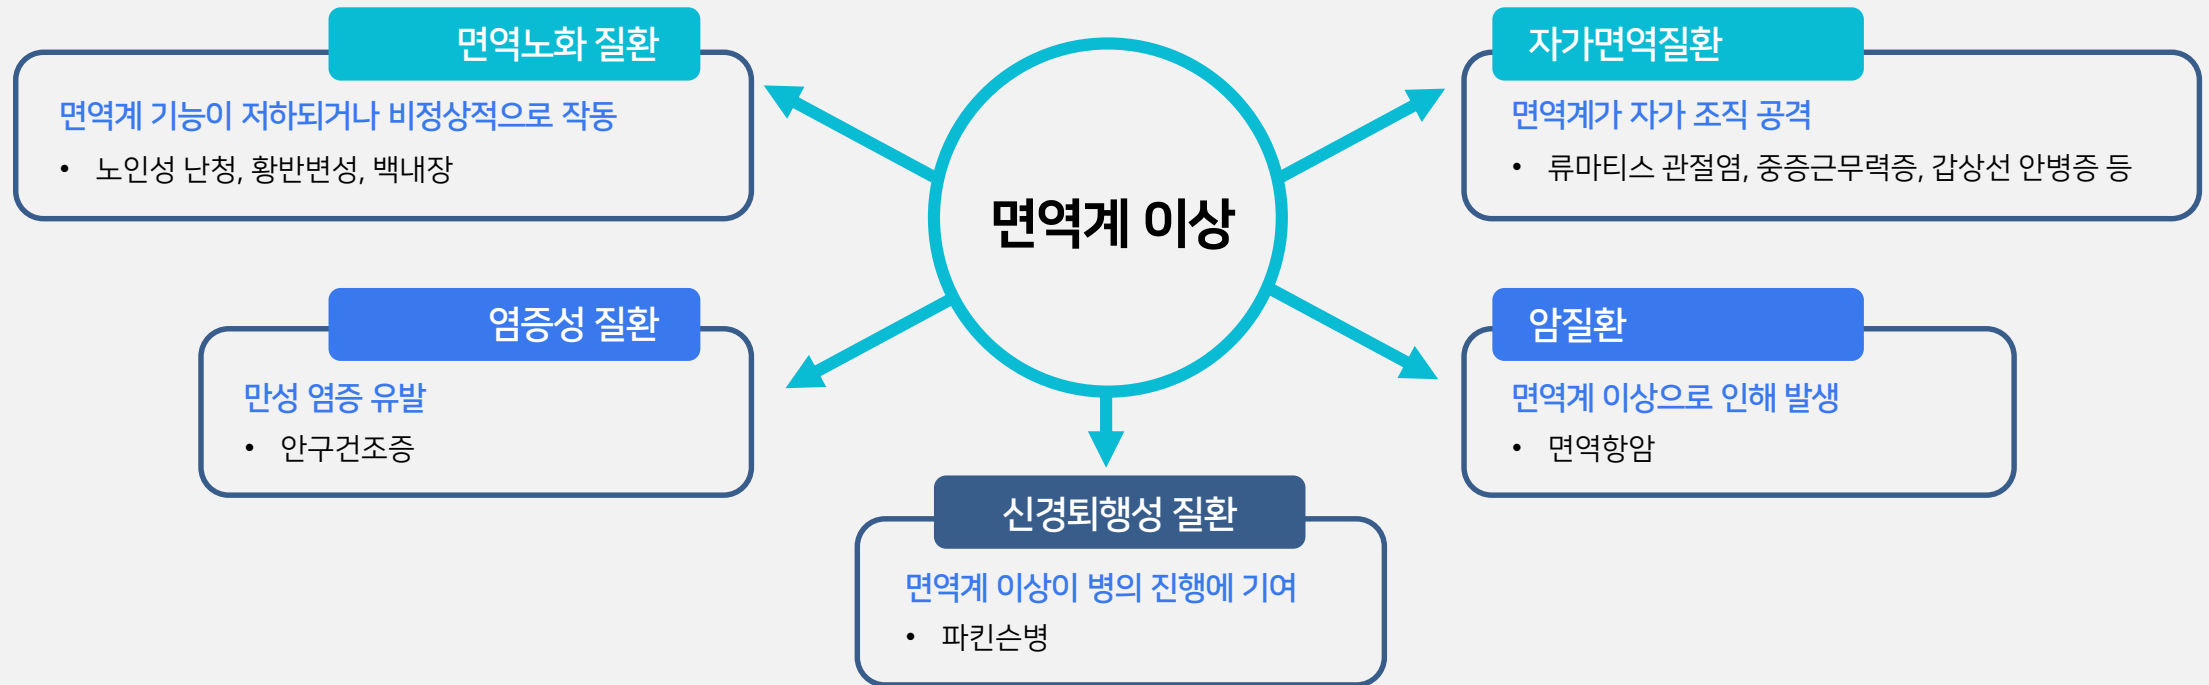 면역노화 질환
면역계 기능이 저하되거나 비정상적으로 작동
• 노인성 난청, 황반변성, 백내장
자가면역질환
면역계가 자가 조직 공격
• 류마티스 관절염, 중증근무력증, 갑상선 안병증 등
면역계 이상
염증성 질환
만성 염증 유발
• 안구건조증
암질환
면역계 이상으로 인해 발생
• 면역항암
신경퇴행성 질환
면역계 이상이 병의 진행에 기여
• 파킨슨병